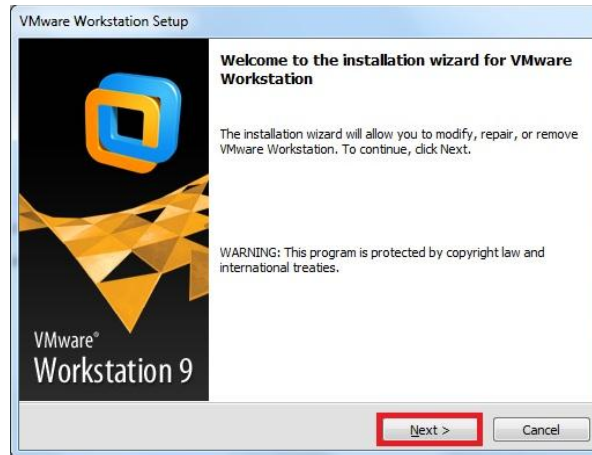 VMware Workstation Setup
Welcome to the installation wizard for VMware
Workstation
The installation wizard will allow you to modify, repair, or remove
VMware Workstation. To continue, click Next.
WARNING: This program is protected by copyright law and
international treaties.
VMware®
Workstation 9
Next >
Cancel